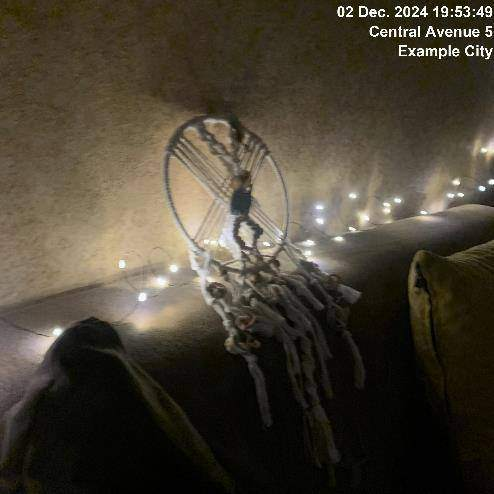 02 Dec. 2024 19:53:49
Central Avenue 5
Example City